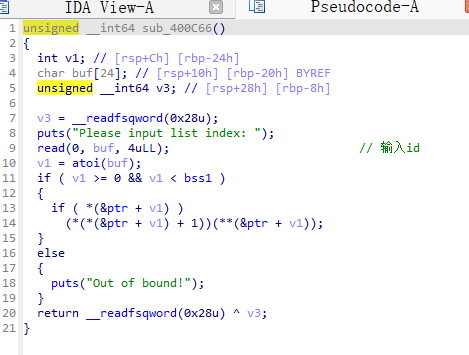 IDA View-A Pseudocode-A
1 unsigned __int64 sub_400C66()
2 {
3 int v1; // [rsp+Ch] [rbp-24h]
4 char buf[24]; // [rsp+10h] [rbp-20h] BYREF
5 unsigned __int64 v3; // [rsp+28h] [rbp-8h]
6
7 v3 = __readfsqword(0x28u);
8 puts("Please input list index: ");
9 read(0, buf, 4uLL); // 输入id
10 v1 = atoi(buf);
11 if ( v1 >= 0 && v1 < bss1 )
12 {
13 if ( *(&ptr + v1) )
14 (*(*(&ptr + v1) + 1))(**(&ptr + v1));
15 }
16 else
17 {
18 puts("Out of bound!");
19 }
20 return __readfsqword(0x28u) ^ v3;
21 }